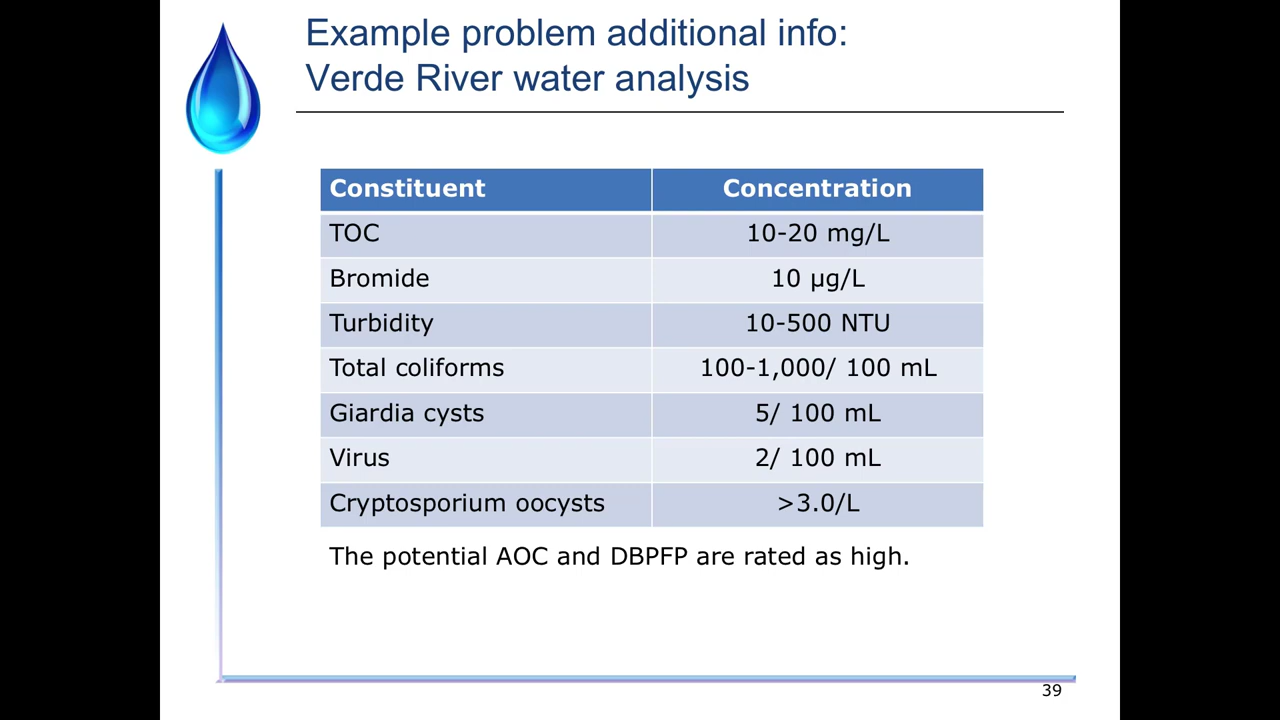 Example problem additional info:
Verde River water analysis
Constituent Concentration
TOC 10-20 mg/L
Bromide 10 μg/L
Turbidity 10-500 NTU
Total coliforms 100-1,000/ 100 mL
Giardia cysts 5/ 100 mL
Virus 2/ 100 mL
Cryptosporium oocysts >3.0/L
The potential AOC and DBPFP are rated as high.
39